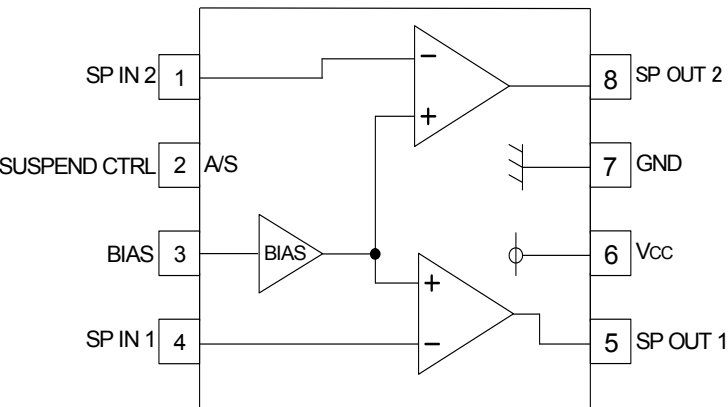 SP IN 2 1
SUSPEND CTRL 2 A/S
BIAS 3
SP IN 1 4
BIAS
− +
+ −
8 SP OUT 2
7 GND
6 VCC
5 SP OUT 1